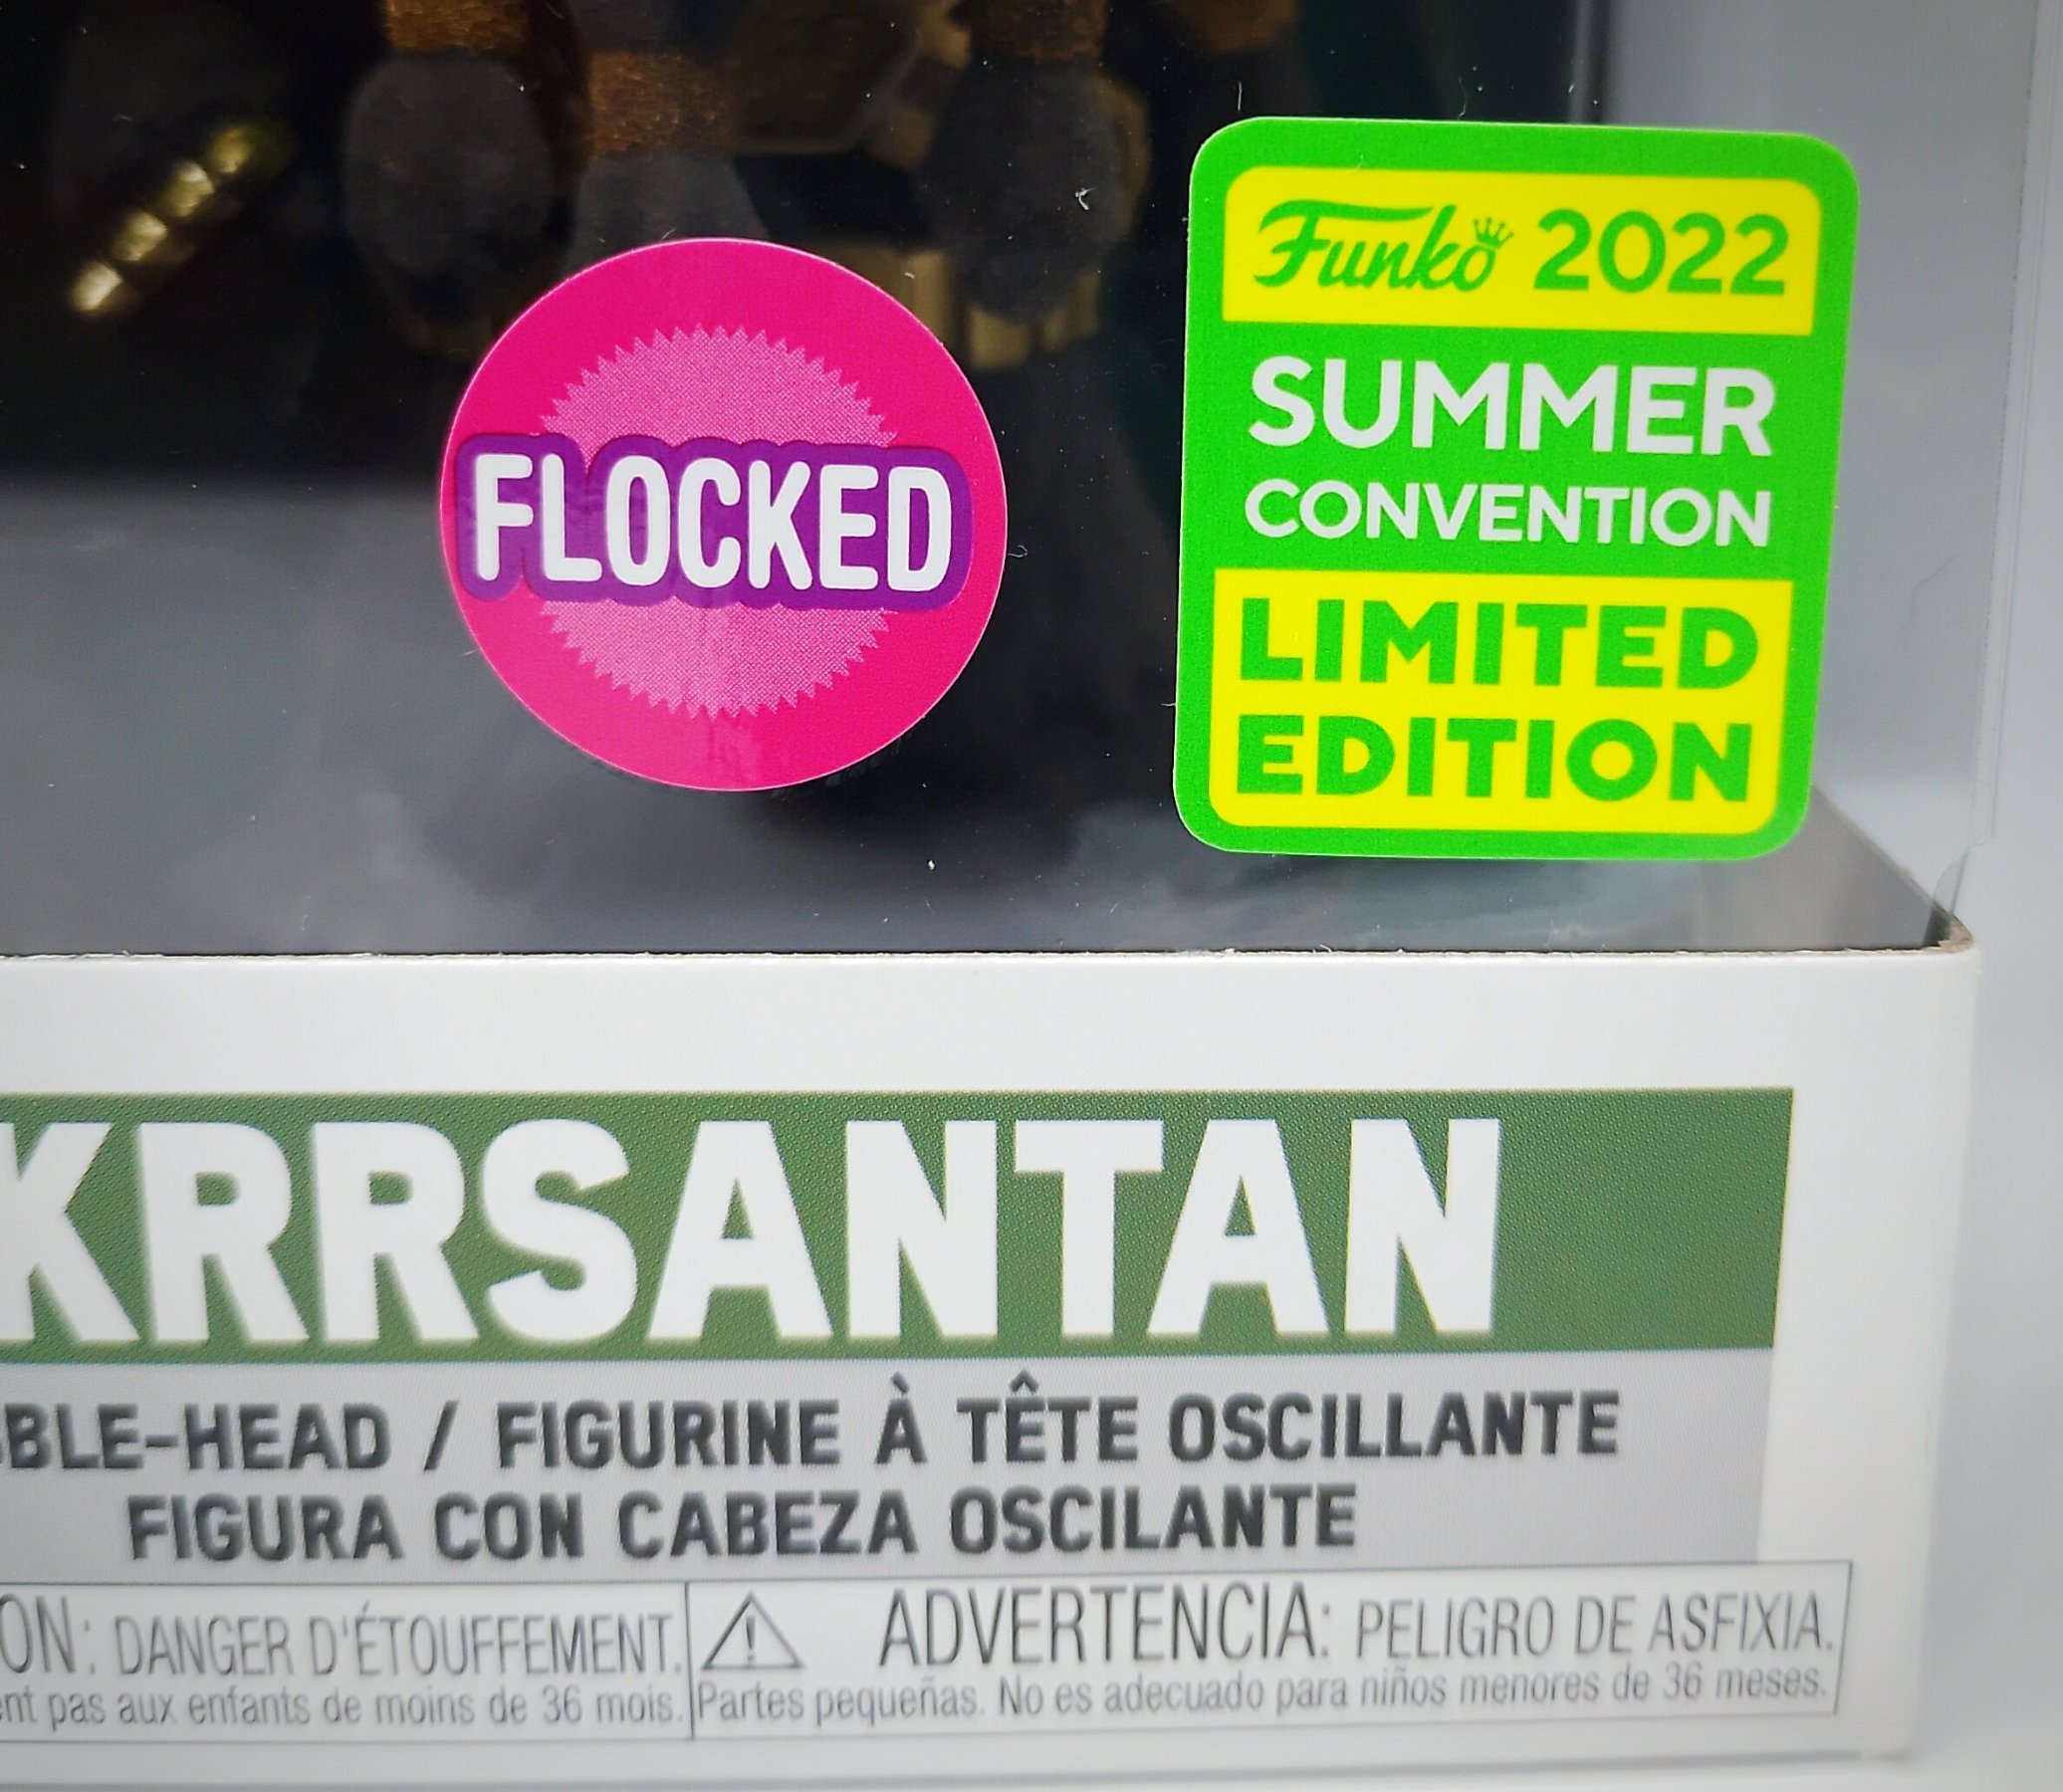 FLOCKED
Funko 2022
SUMMER
CONVENTION
LIMITED
EDITION
KRRSANTAN
BBLE-HEAD / FIGURINE À TÊTE OSCILLANTE
FIGURA CON CABEZA OSCILANTE
ON: DANGER D'ÉTOUFFEMENT.
nt pas aux enfants de moins de 36 mois.
ADVERTENCIA: PELIGRO DE ASFIXIA.
Partes pequeñas. No es adecuado para niños menores de 36 meses.